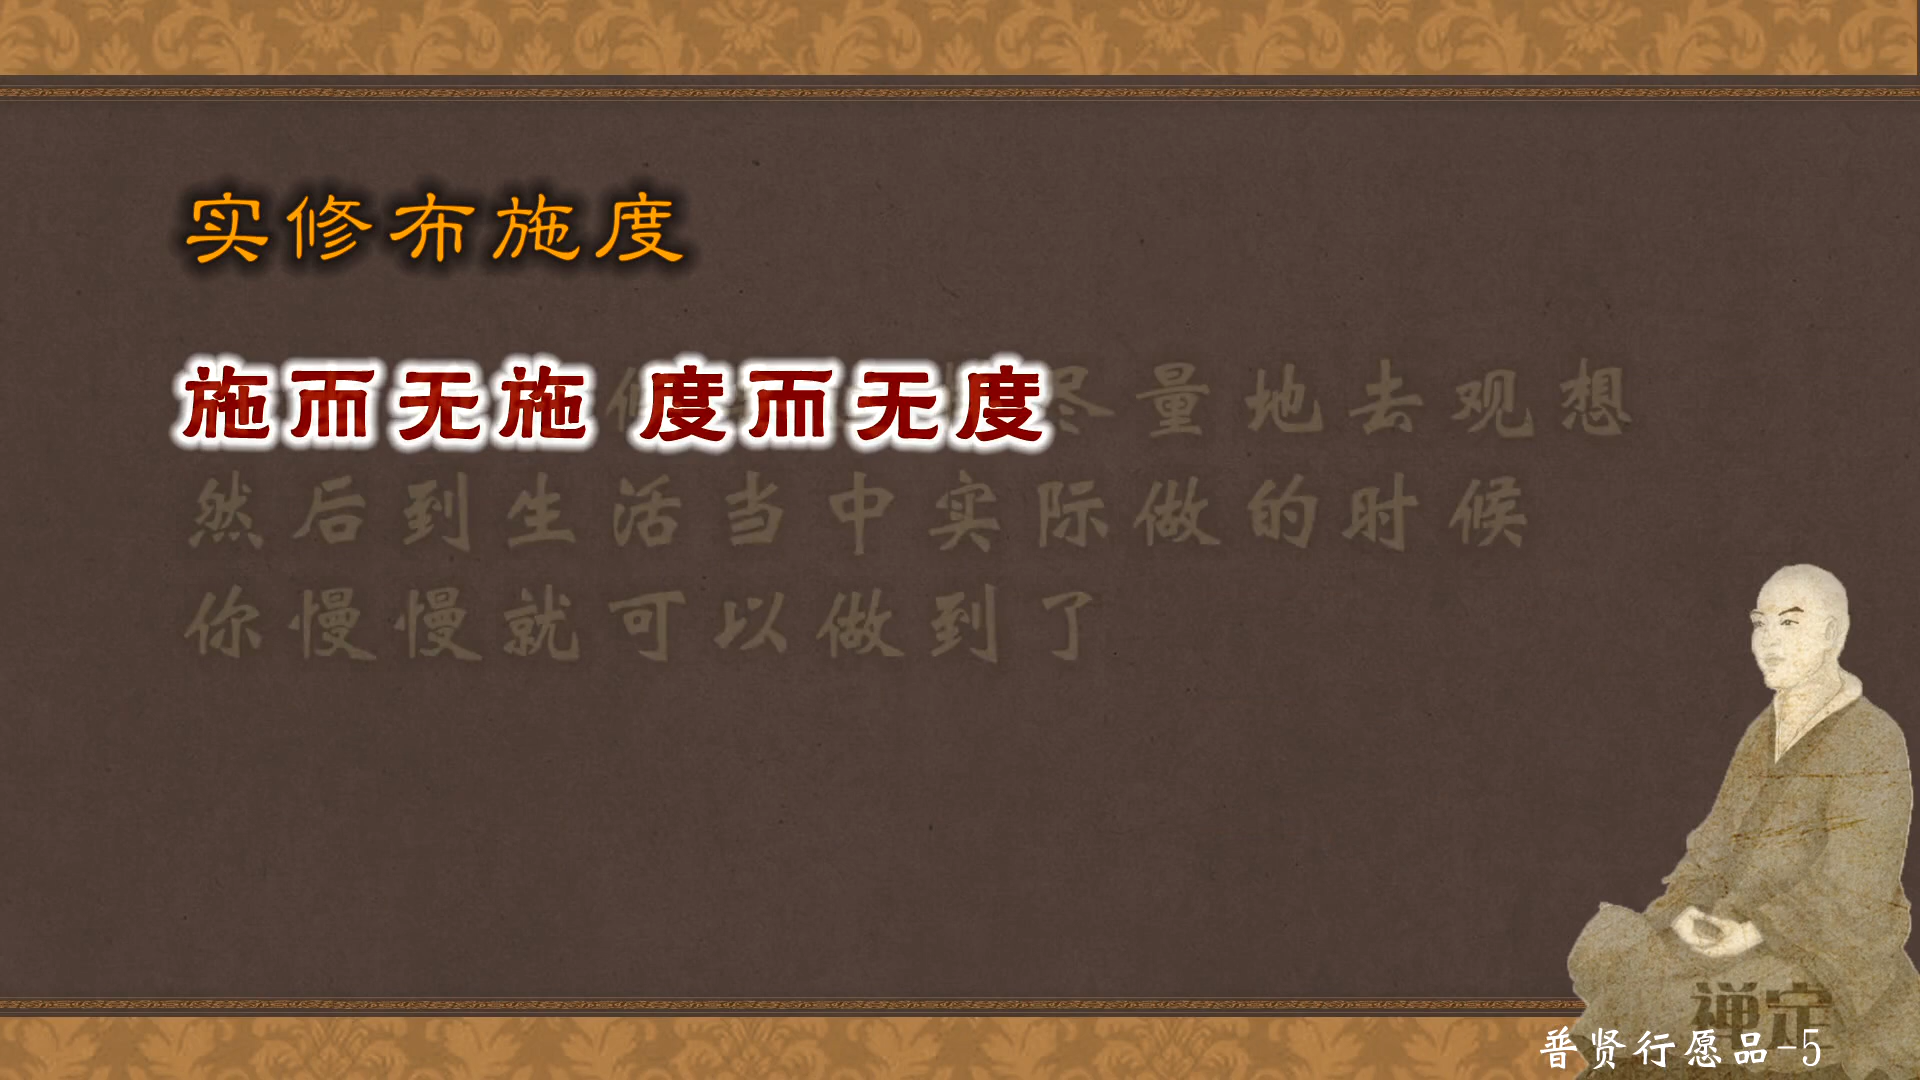 实修布施度
施而无施 度而无度
尽量地去观想
然后到生活当中实际做的时候
你慢慢就可以做到了
禅定
普贤行愿品-5